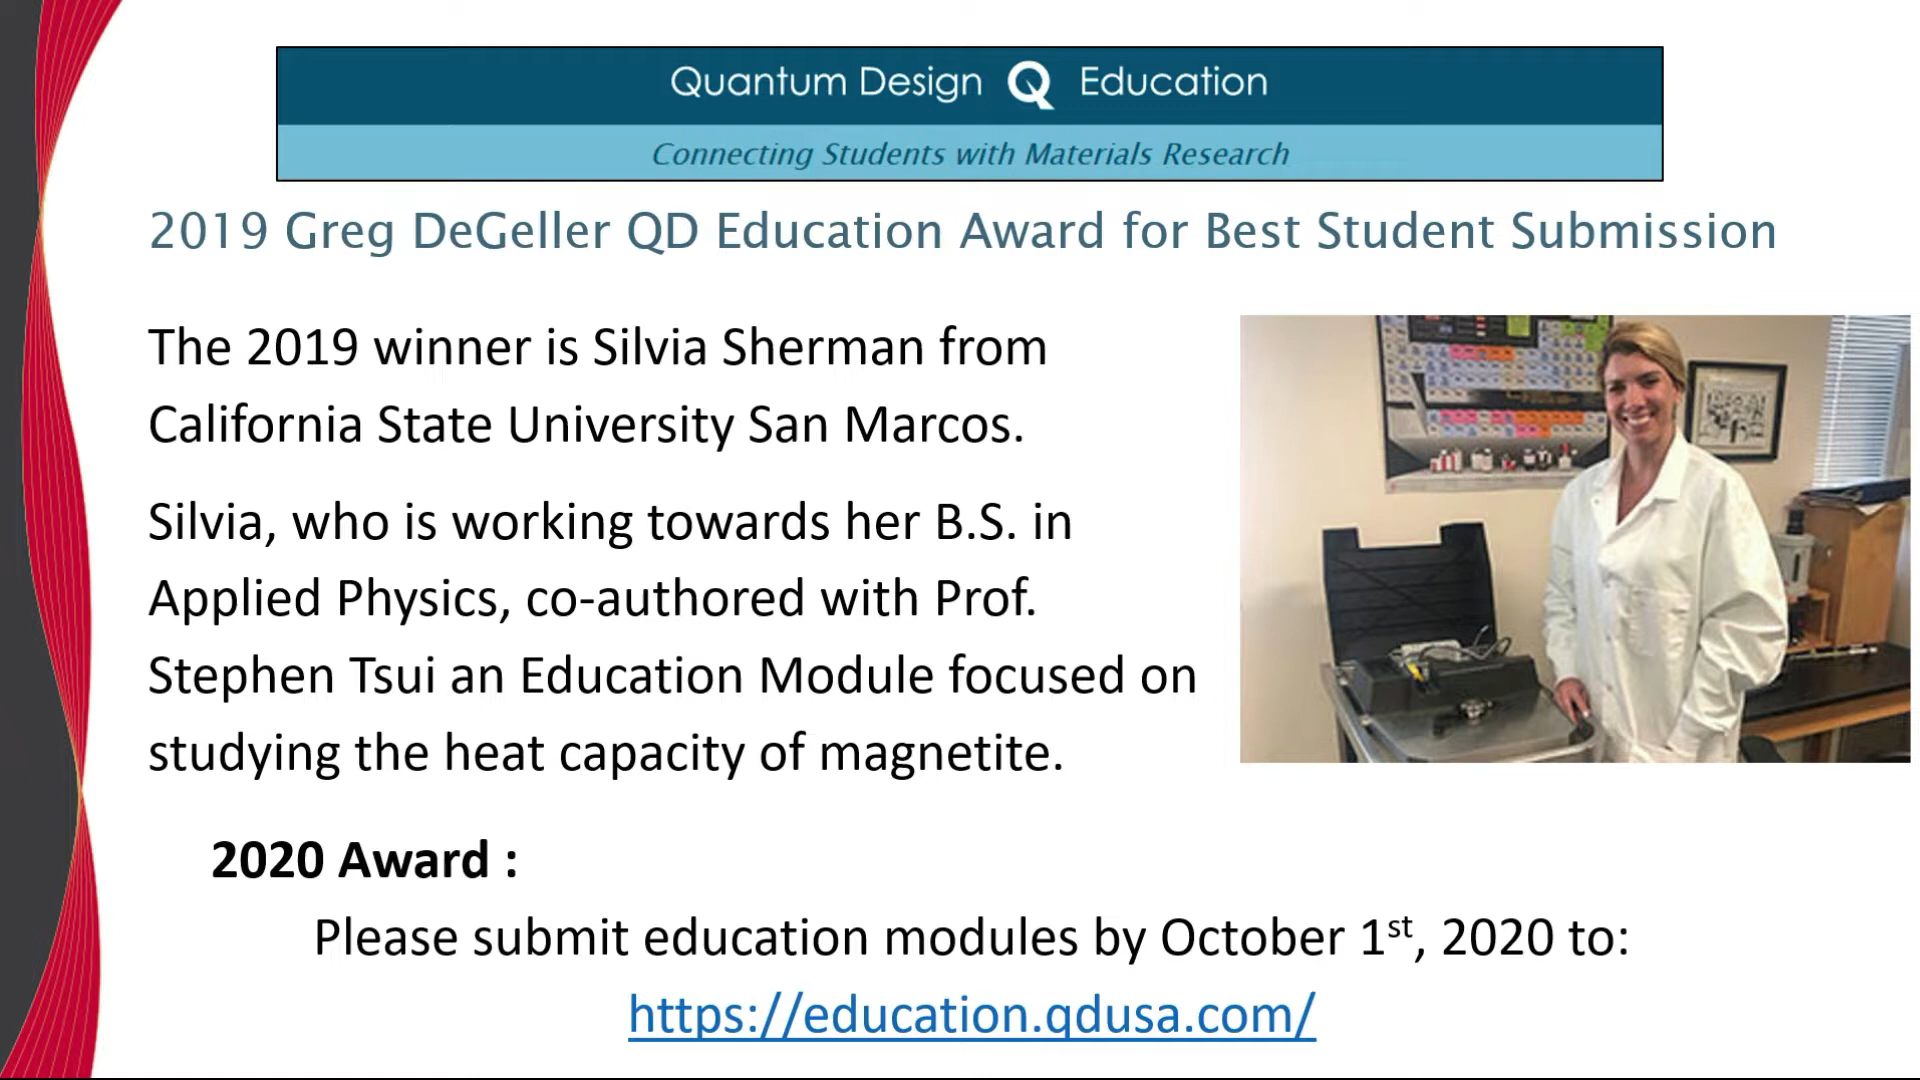 Quantum Design Q Education
Connecting Students with Materials Research
2019 Greg DeGeller QD Education Award for Best Student Submission
The 2019 winner is Silvia Sherman from
California State University San Marcos.
Silvia, who is working towards her B.S. in
Applied Physics, co-authored with Prof.
Stephen Tsui an Education Module focused on
studying the heat capacity of magnetite.
2020 Award :
Please submit education modules by October 1st, 2020 to:
https://education.qdusa.com/